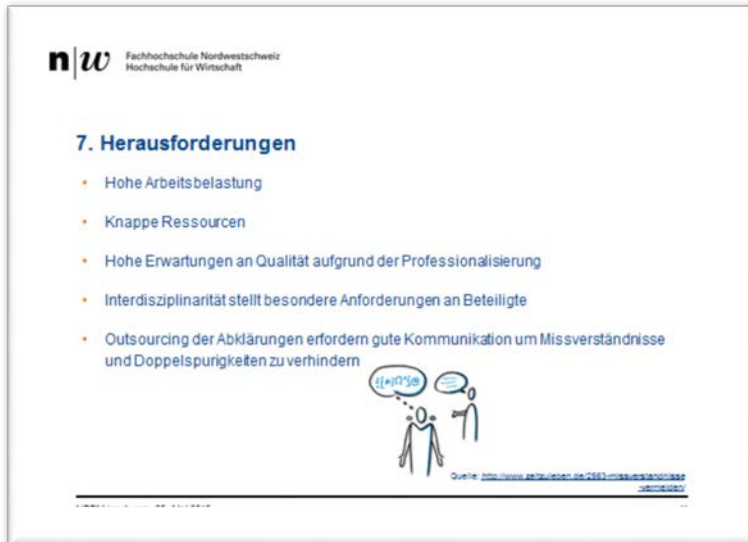 n|w Fachhochschule Nordwestschweiz
Hochschule für Wirtschaft
7. Herausforderungen
• Hohe Arbeitsbelastung
• Knappe Ressourcen
• Hohe Erwartungen an Qualität aufgrund der Professionalisierung
• Interdisziplinarität stellt besondere Anforderungen an Beteiligte
• Outsourcing der Abklärungen erfordern gute Kommunikation um Missverständnisse
und Doppelspurigkeiten zu verhindern
Quelle: http://www.zeitzuleben.de/2663-missverstandnisse
-vermeiden/